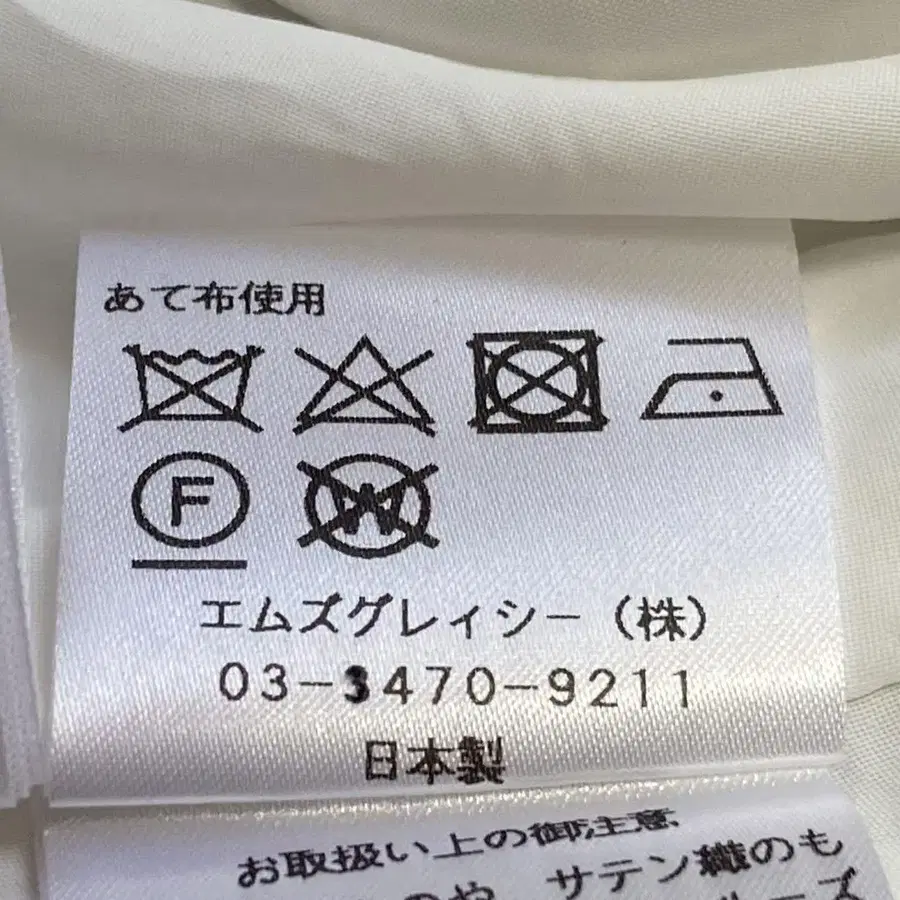 あて布使用
F
W
エムズグレィシー（株）
03-3470-9211
日本製
お取扱い上の御注意
サテン織のも